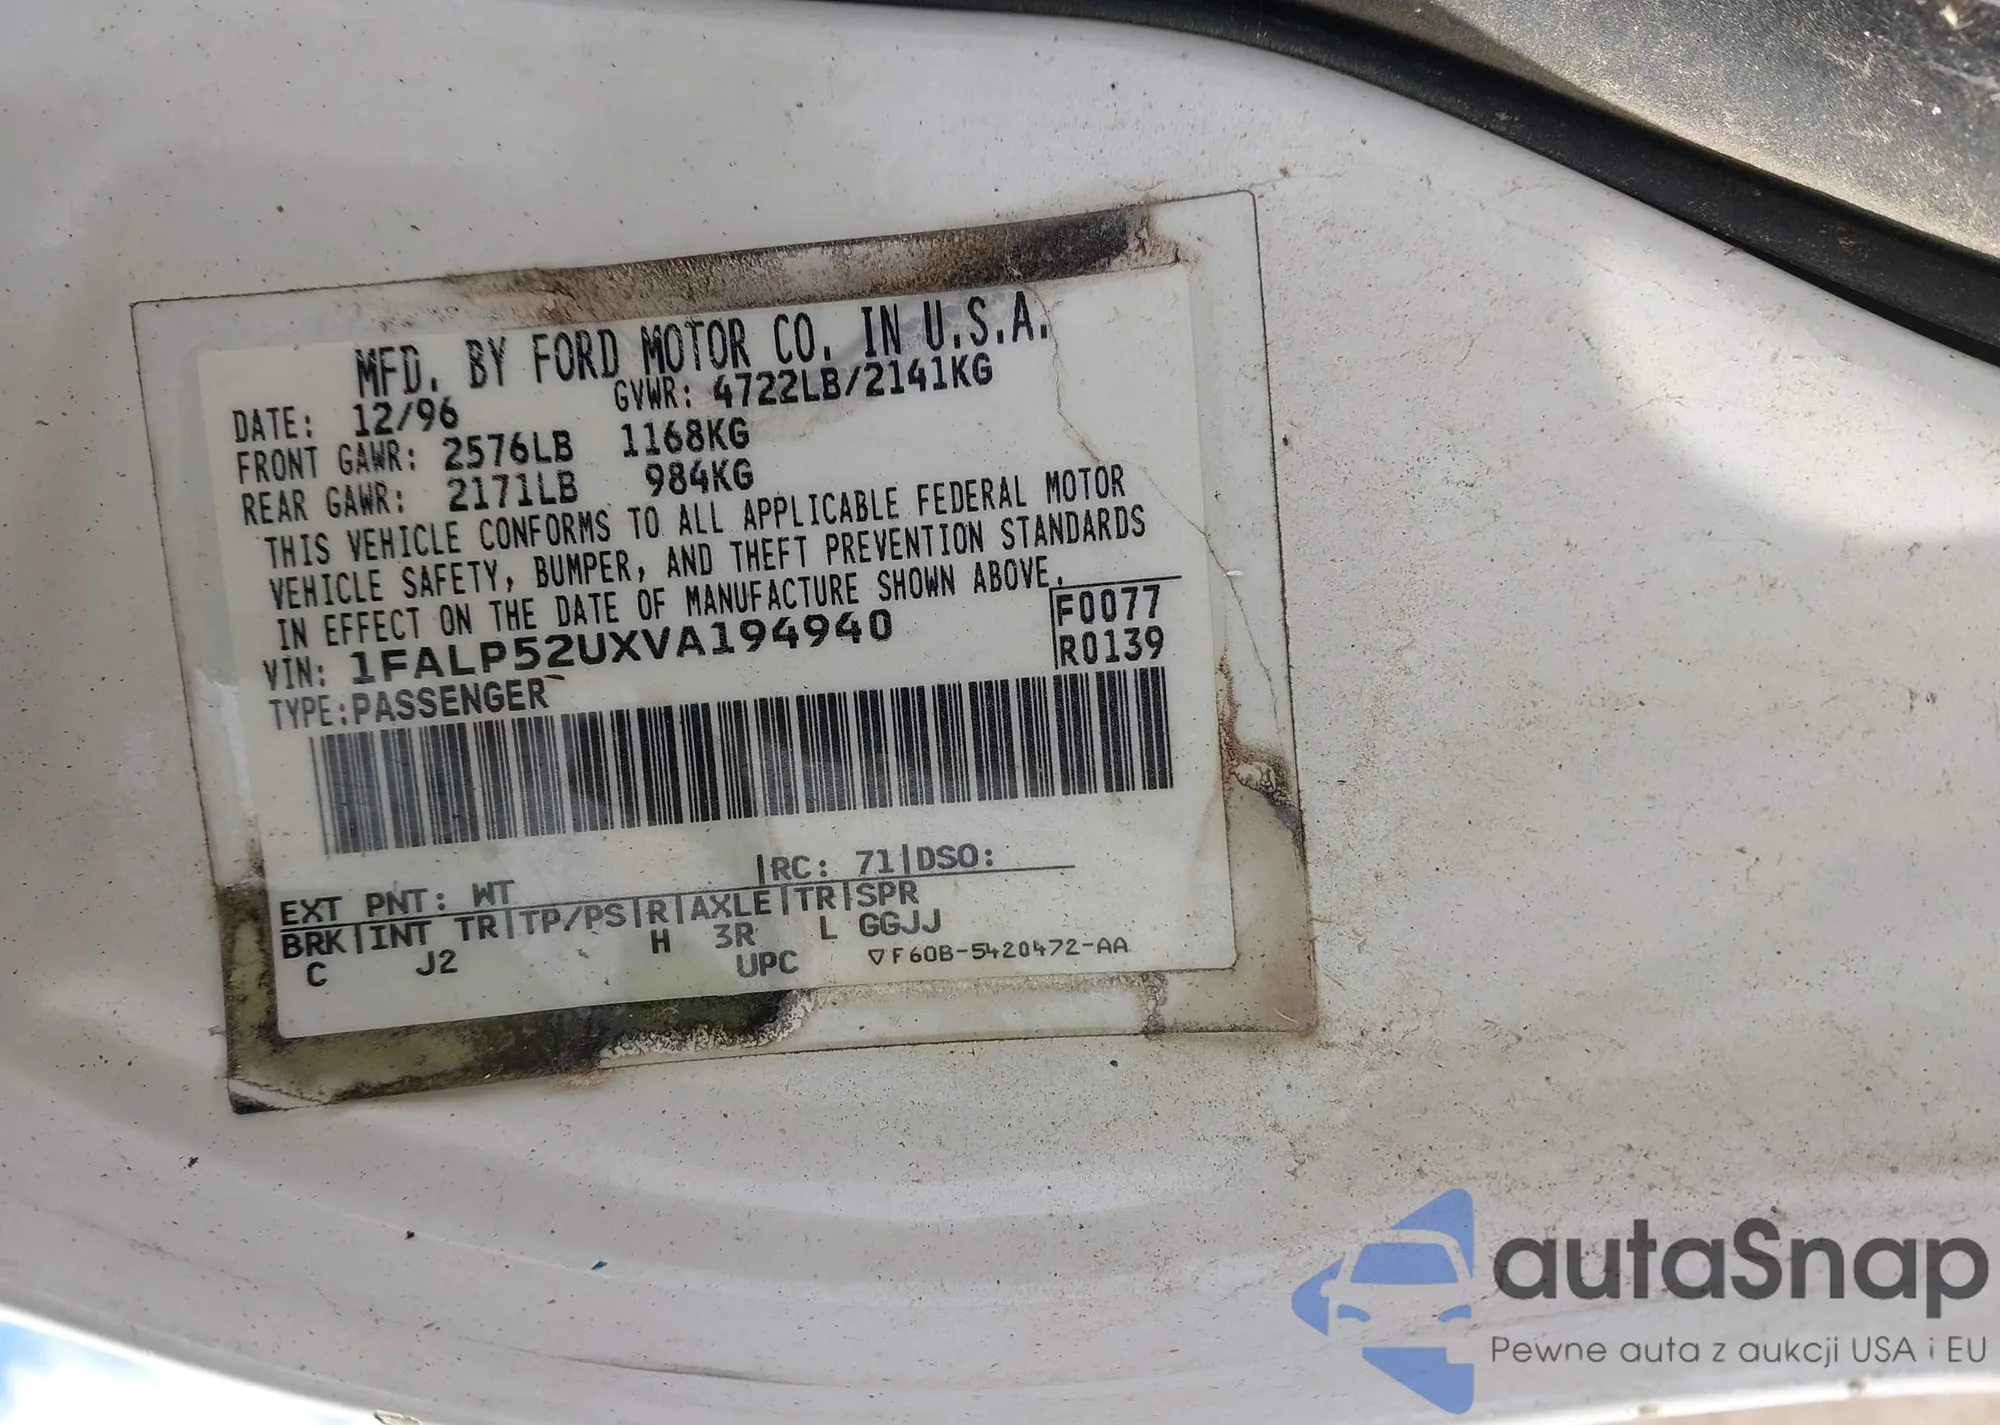 MFD. BY FORD MOTOR CO. IN U.S.A.
DATE: 12/96 GVWR: 4722LB/2141KG
FRONT GAWR: 2576LB 1168KG
REAR GAWR: 2171LB 984KG
THIS VEHICLE CONFORMS TO ALL APPLICABLE FEDERAL MOTOR
VEHICLE SAFETY, BUMPER, AND THEFT PREVENTION STANDARDS
IN EFFECT ON THE DATE OF MANUFACTURE SHOWN ABOVE.
VIN: 1FALP52UXVA194940
F0077
R0139
TYPE:PASSENGER
RC: 71 DSO:
EXT PNT: WT
BRK INT TR TP/PS R AXLE TR SPR
C J2 H 3R L GGJJ
UPC ▽F60B-5420472-AA
autaSnap
Pewne auta z aukcji USA i EU